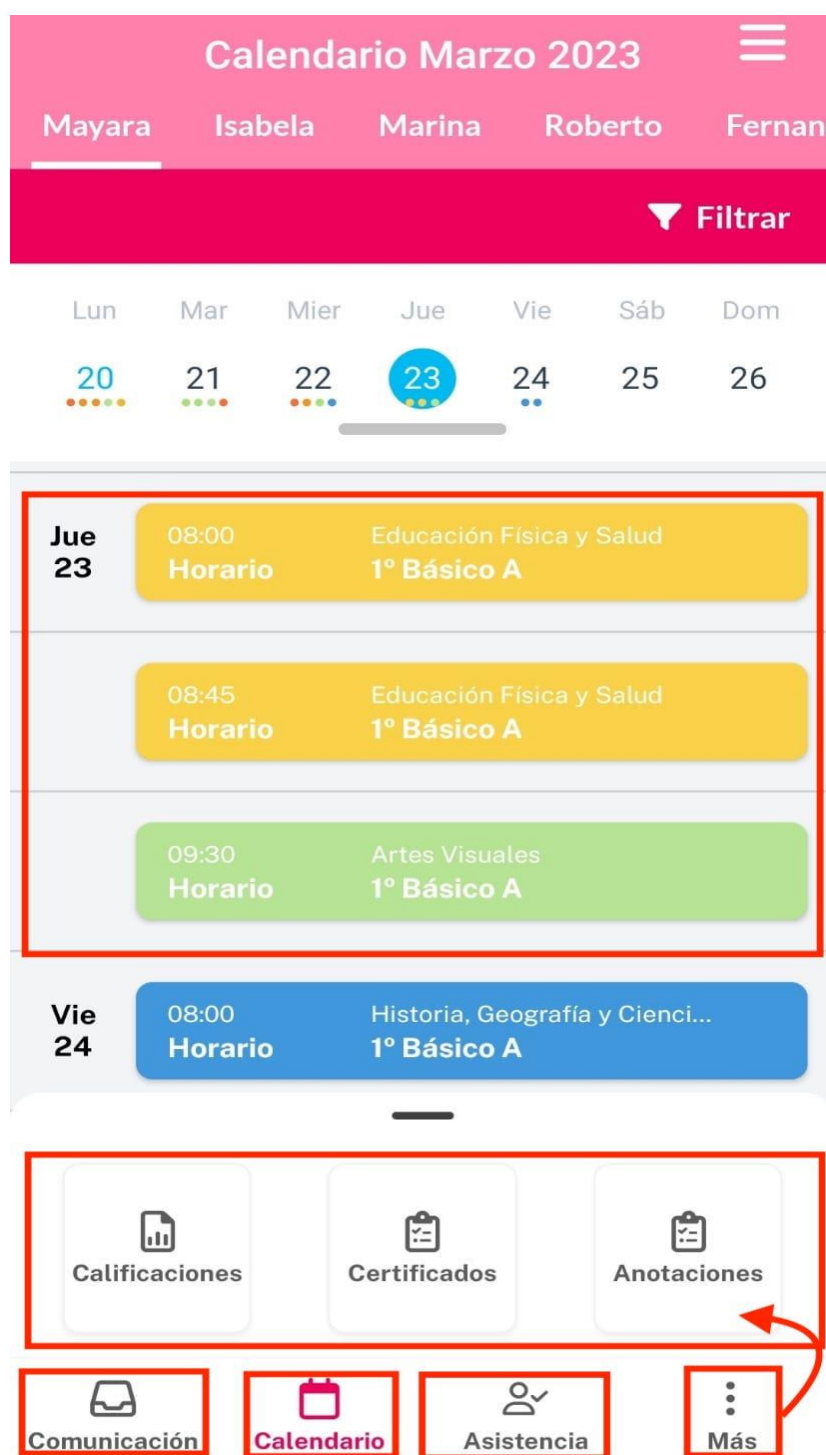 Calendario Marzo 2023
Mayara Isabela Marina Roberto Fernan
Filtrar
Lun Mar Mier Jue Vie Sáb Dom
20 21 22 23 24 25 26
Jue 08:00 Educación Física y Salud
23 Horario 1º Básico A
08:45 Educación Física y Salud
Horario 1º Básico A
09:30 Artes Visuales
Horario 1º Básico A
Vie 08:00 Historia, Geografía y Cienci...
24 Horario 1º Básico A
Calificaciones Certificados Anotaciones
Comunicación Calendario Asistencia Más